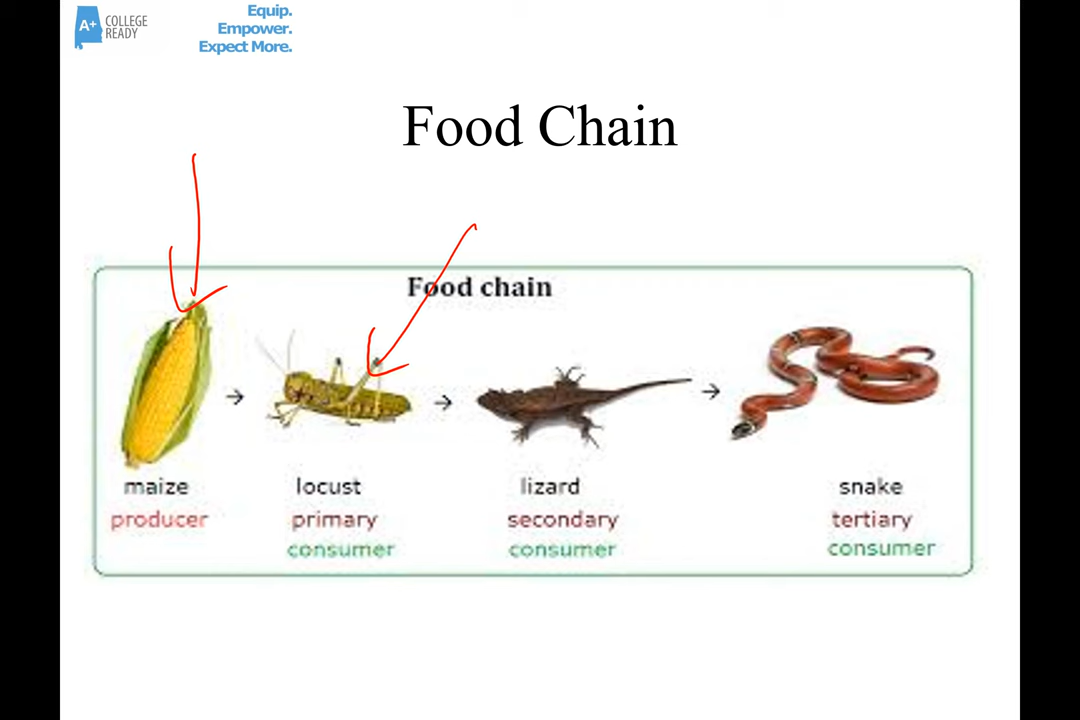 A+ COLLEGE
READY
Equip.
Empower.
Expect More.
Food Chain
Food chain
maize
producer
locust
primary
consumer
lizard
secondary
consumer
snake
tertiary
consumer